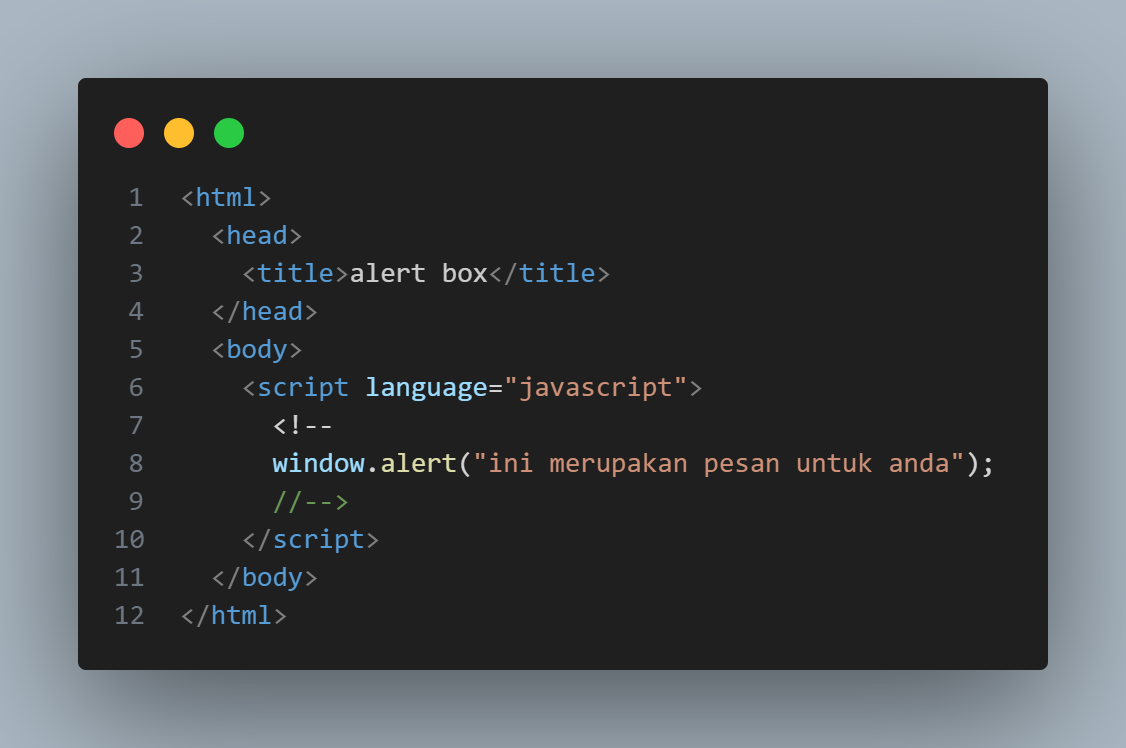 1 <html>
2   <head>
3     <title>alert box</title>
4   </head>
5   <body>
6     <script language="javascript">
7       <!--
8       window.alert("ini merupakan pesan untuk anda");
9       //-->
10     </script>
11   </body>
12 </html>